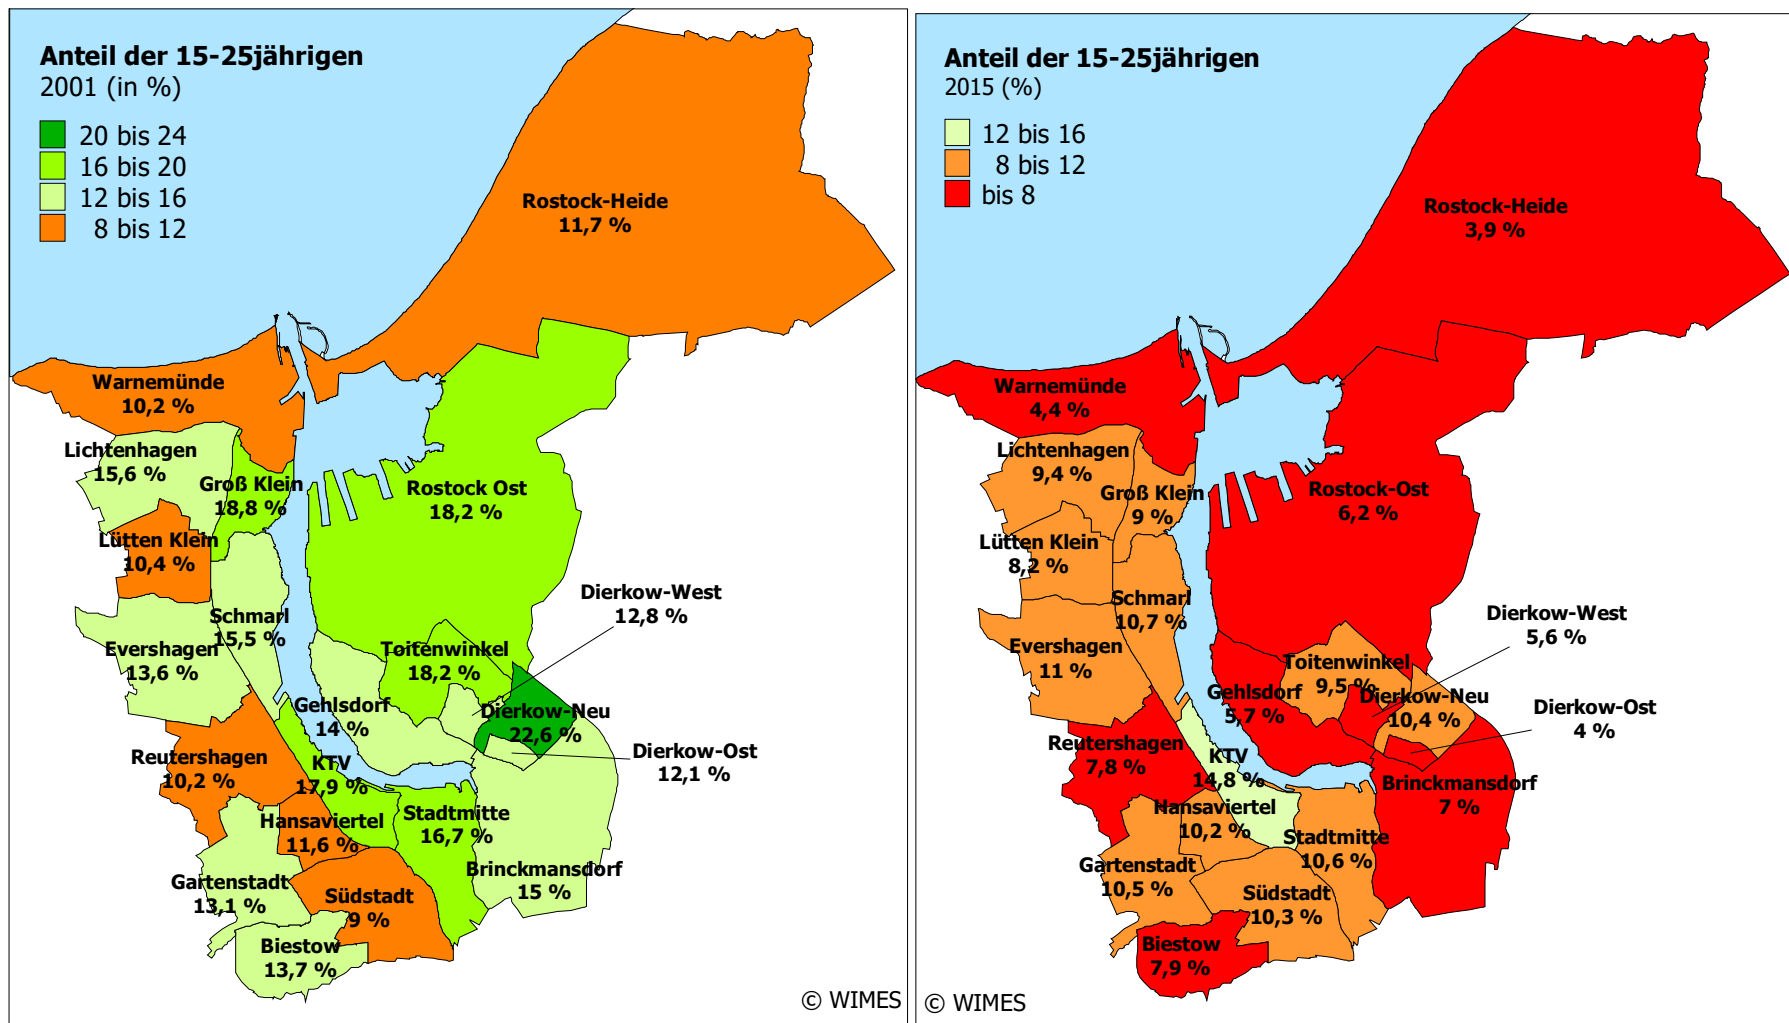 Anteil der 15-25jährigen
2001 (in %)
20 bis 24
16 bis 20
12 bis 16
8 bis 12
Rostock-Heide
11,7 %
Warnemünde
10,2 %
Lichtenhagen
15,6 %
Groß Klein
18,8 %
Rostock Ost
18,2 %
Lütten Klein
10,4 %
Dierkow-West
12,8 %
Schmarl
15,5 %
Evershagen
13,6 %
Toitenwinkel
18,2 %
Gehlsdorf
14 %
Dierkow-Neu
22,6 %
Dierkow-Ost
12,1 %
Reutershagen
10,2 %
KTV
17,9 %
Stadtmitte
16,7 %
Hansaviertel
11,6 %
Brinckmansdorf
15 %
Gartenstadt
13,1 %
Südstadt
9 %
Biestow
13,7 %
© WIMES
Anteil der 15-25jährigen
2015 (%)
12 bis 16
8 bis 12
bis 8
Rostock-Heide
3,9 %
Warnemünde
4,4 %
Lichtenhagen
9,4 %
Groß Klein
9 %
Rostock-Ost
6,2 %
Lütten Klein
8,2 %
Schmarl
10,7 %
Dierkow-West
5,6 %
Evershagen
11 %
Toitenwinkel
9,5 %
Gehlsdorf
5,7 %
Dierkow-Neu
10,4 %
Dierkow-Ost
4 %
Reutershagen
7,8 %
KTV
14,8 %
Brinckmansdorf
7 %
Hansaviertel
10,2 %
Stadtmitte
10,6 %
Gartenstadt
10,5 %
Südstadt
10,3 %
Biestow
7,9 %
© WIMES